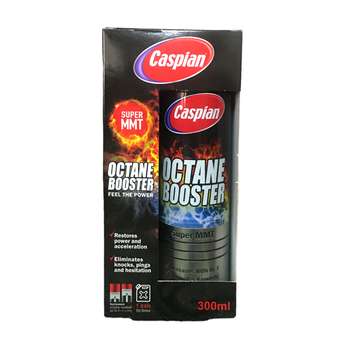 Caspian
SUPER
MMT
Caspian
OCTANE
BOOSTER
FEEL THE POWER
OCTANE
BOOSTER
Restores
power and
acceleration
Eliminates
knocks, pings
and hesitation
Super MMT
300ml